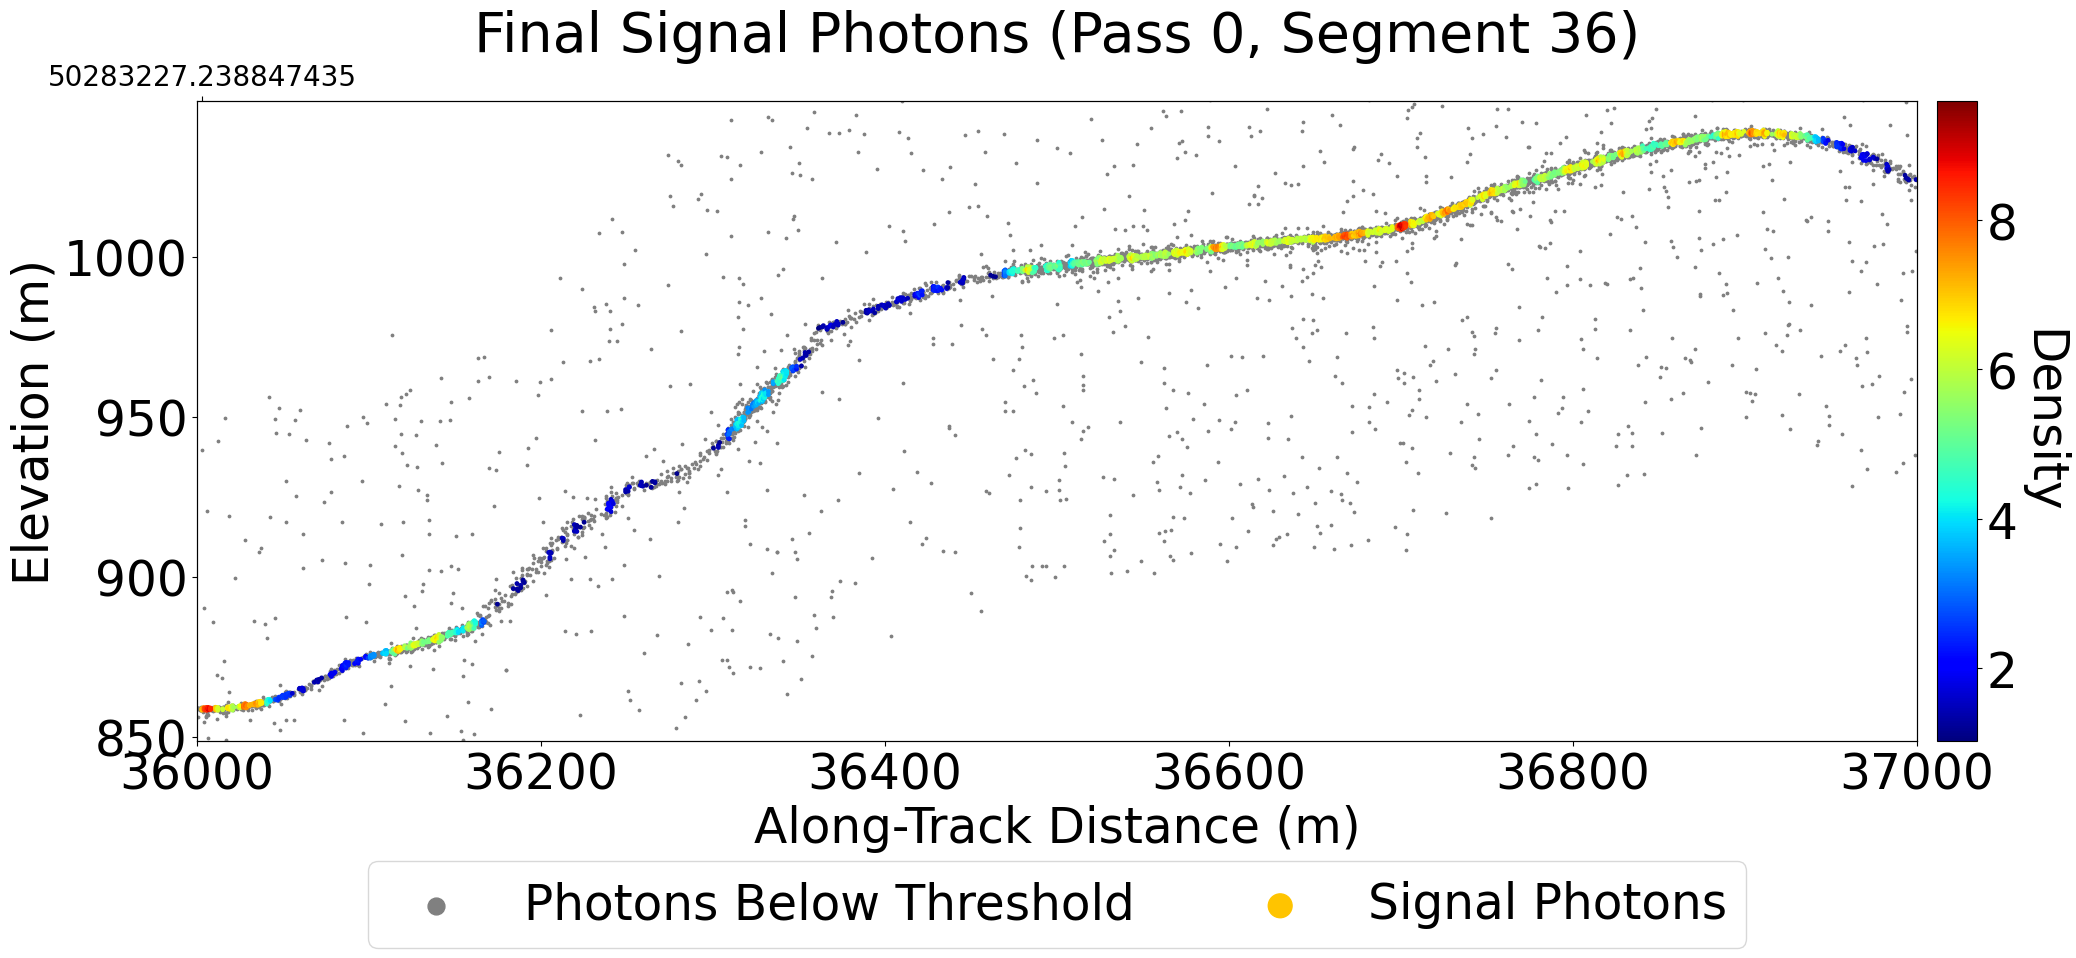 Final Signal Photons (Pass 0, Segment 36)
50283227.238847435
1000
950
900
850
Elevation (m)
36000 36200 36400 36600 36800 37000
Along-Track Distance (m)
8
6
4
2
Density
Photons Below Threshold Signal Photons